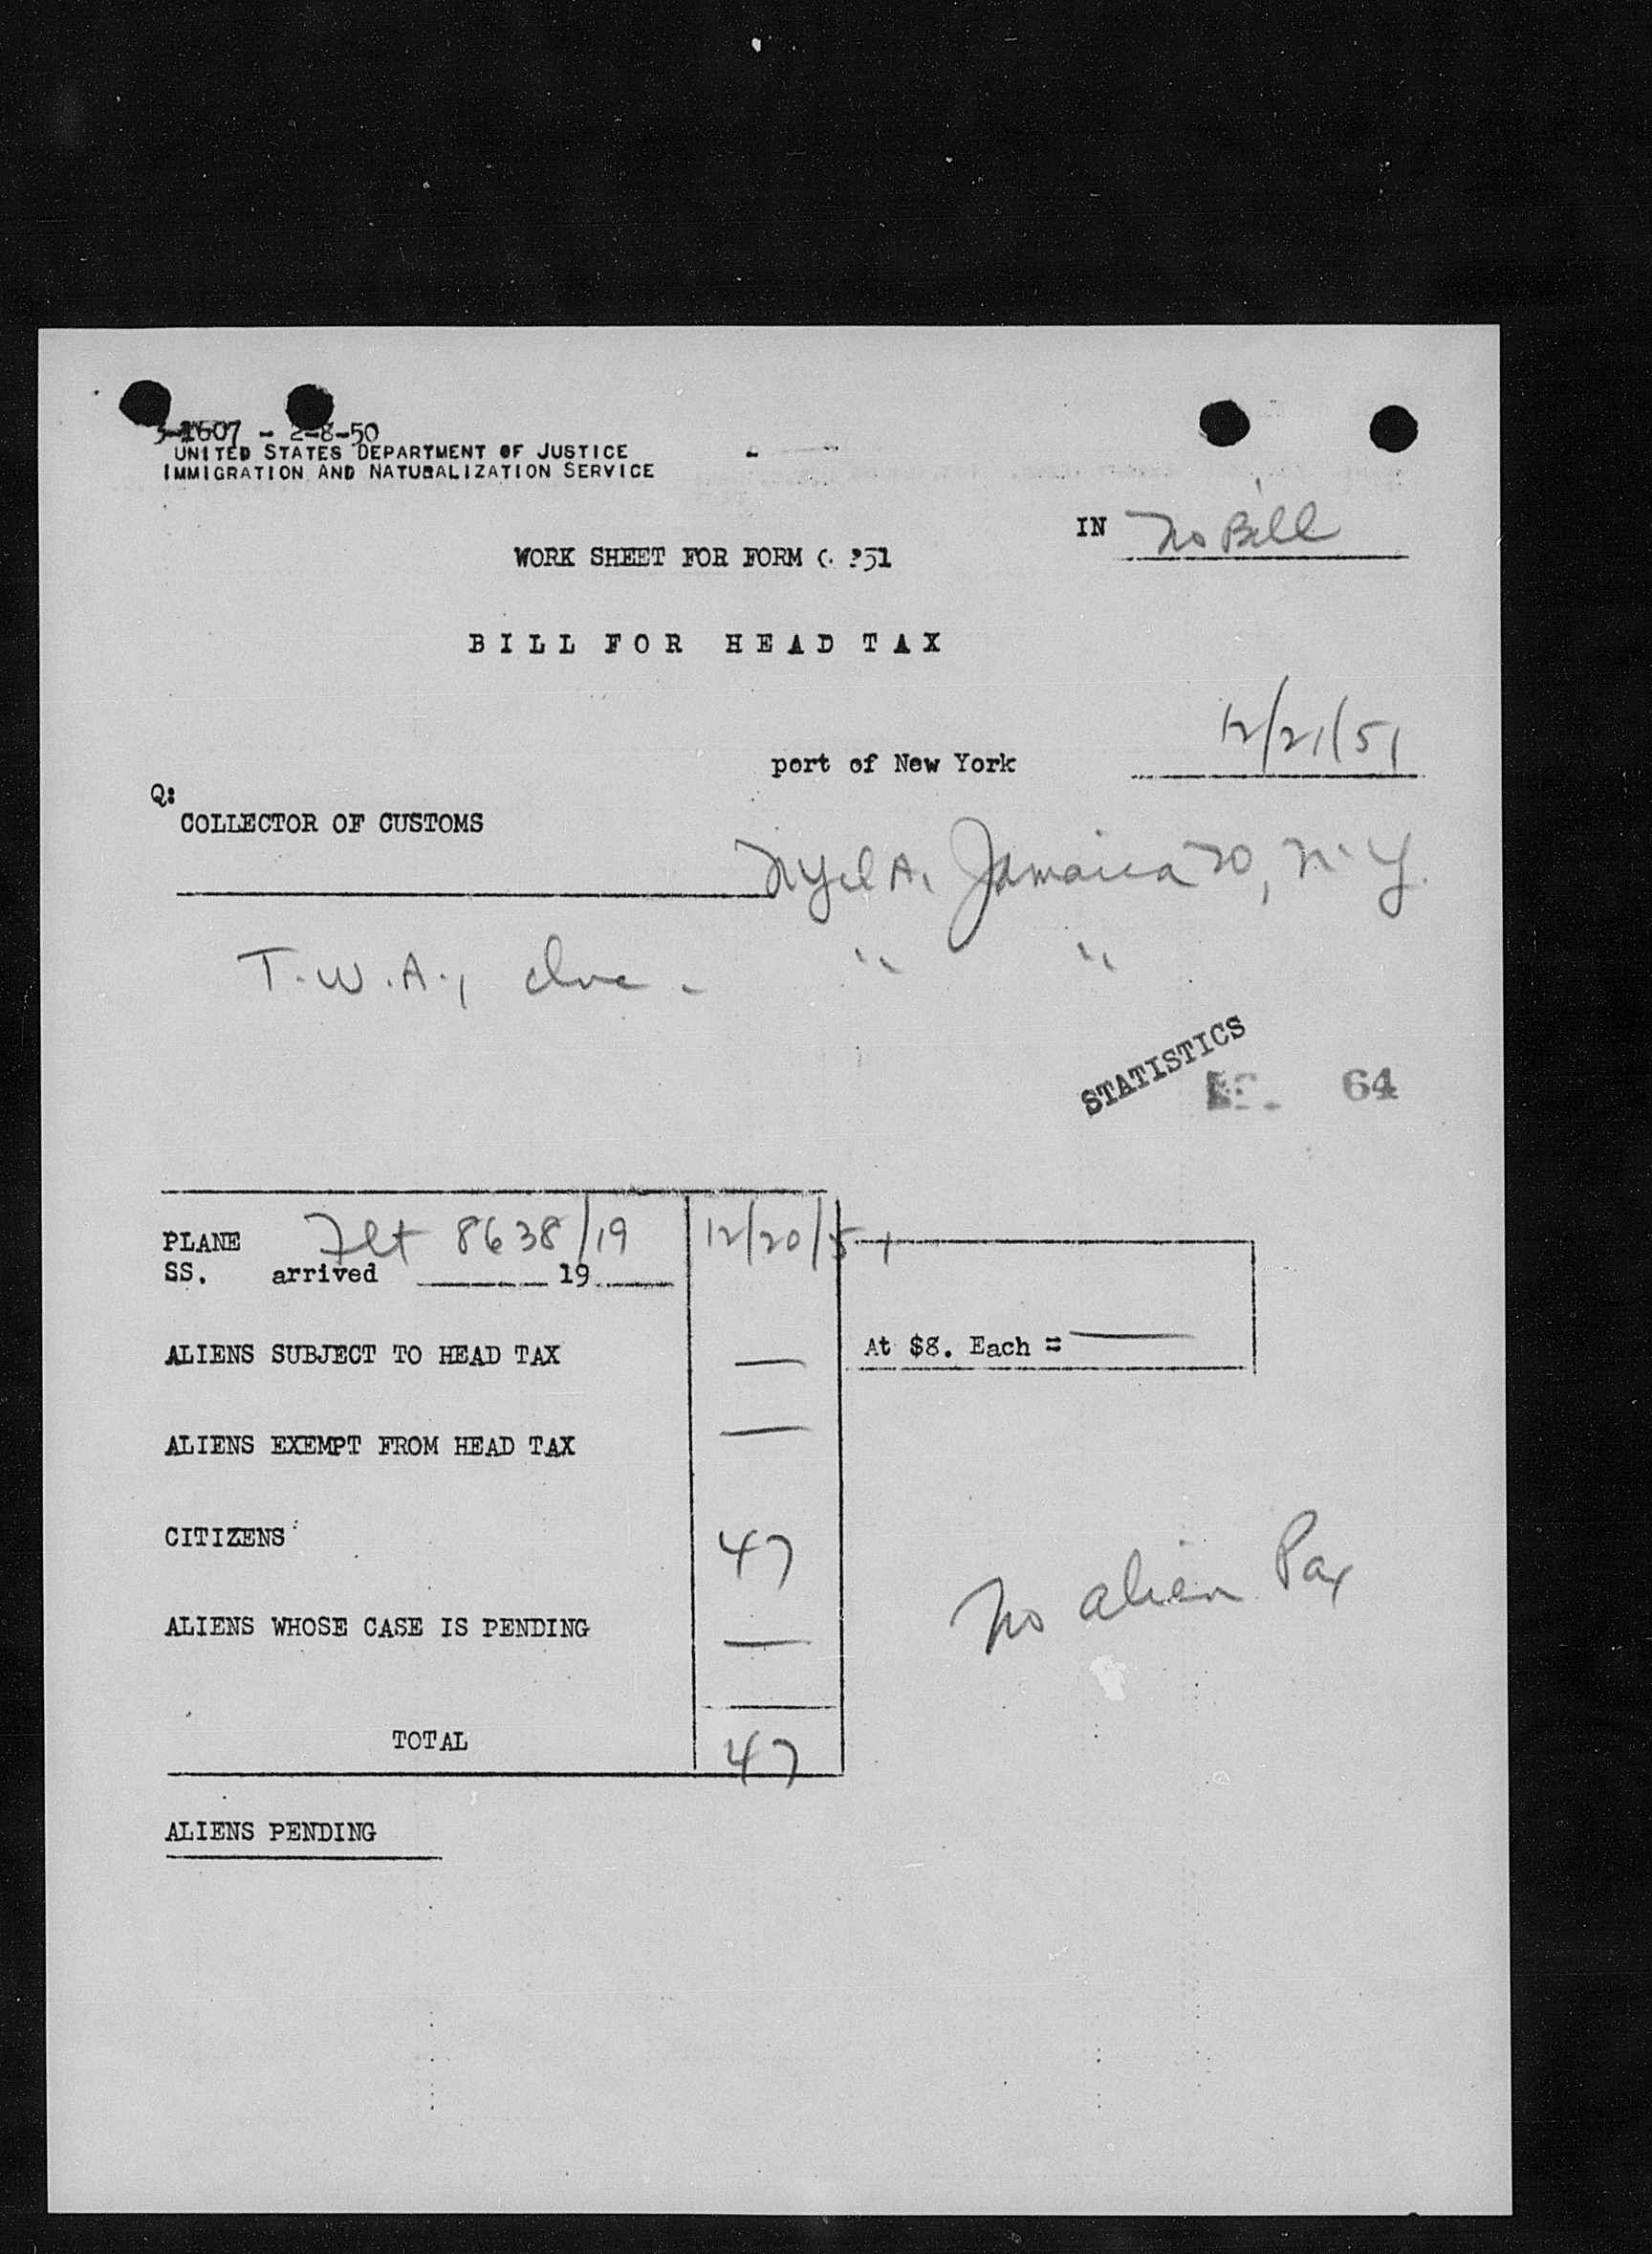 -1607 - 2-8-50
UNITED STATES DEPARTMENT OF JUSTICE
IMMIGRATION AND NATURALIZATION SERVICE
IN No Bill
WORK SHEET FOR FORM
BILL FOR HEAD TAX
12/21/51
port of New York
Q:
COLLECTOR OF CUSTOMS
Jamaica 30, N.Y.
T.W.A., Inc. " "
STATISTICS
64
PLANE Flt 8638/19 12/20/51
SS. arrived 19
At $8. Each = —
ALIENS SUBJECT TO HEAD TAX —
ALIENS EXEMPT FROM HEAD TAX —
CITIZENS 47
No alien Pax
ALIENS WHOSE CASE IS PENDING —
TOTAL 47
ALIENS PENDING